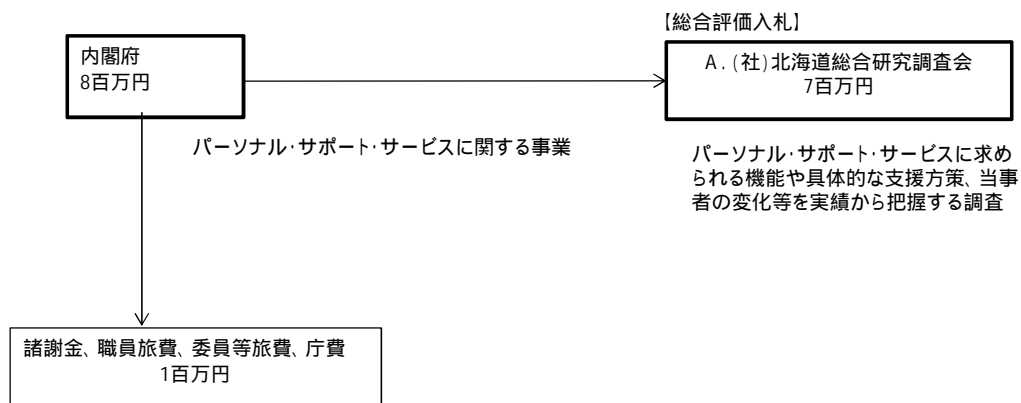 【総合評価入札】
内閣府
8百万円
A．(社)北海道総合研究調査会
7百万円
パーソナル・サポート・サービスに関する事業
パーソナル・サポート・サービスに求め
られる機能や具体的な支援方策、当事
者の変化等を実績から把握する調査
諸謝金、職員旅費、委員等旅費、庁費
1百万円